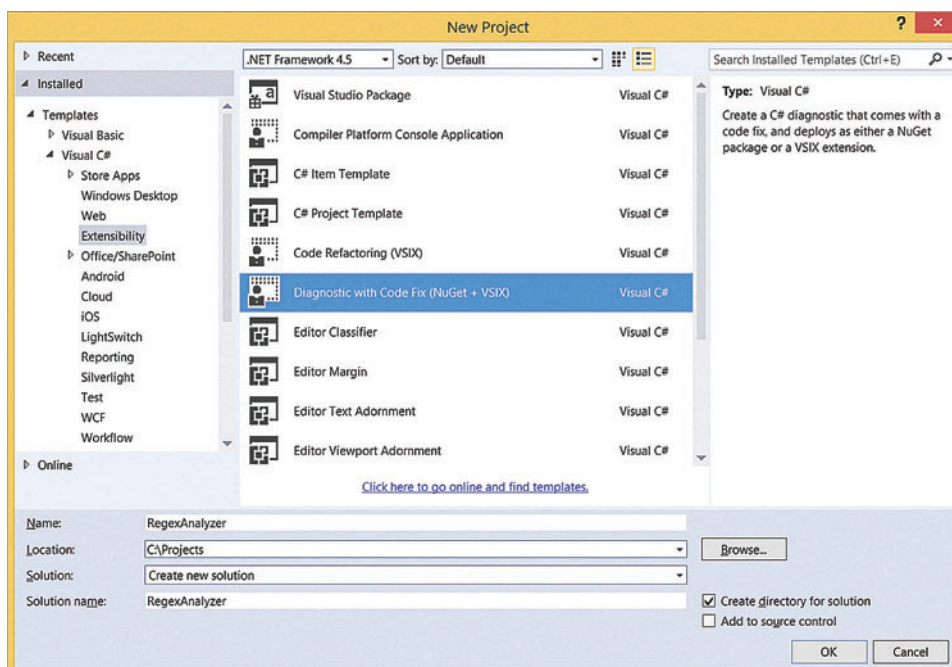 New Project
?
×
Recent
Installed
Templates
Visual Basic
Visual C#
Store Apps
Windows Desktop
Web
Extensibility
Office/SharePoint
Android
Cloud
iOS
LightSwitch
Reporting
Silverlight
Test
WCF
Workflow
Online
.NET Framework 4.5 Sort by: Default
Visual Studio Package Visual C#
Compiler Platform Console Application Visual C#
C# Item Template Visual C#
C# Project Template Visual C#
Code Refactoring (VSIX) Visual C#
Diagnostic with Code Fix (NuGet + VSIX) Visual C#
Editor Classifier Visual C#
Editor Margin Visual C#
Editor Text Adornment Visual C#
Editor Viewport Adornment Visual C#
Click here to go online and find templates.
Search Installed Templates (Ctrl+E)
Type: Visual C#
Create a C# diagnostic that comes with a
code fix, and deploys as either a NuGet
package or a VSIX extension.
Name: RegexAnalyzer
Location: C:\Projects Browse...
Solution: Create new solution
Solution name: RegexAnalyzer
Create directory for solution
Add to source control
OK Cancel